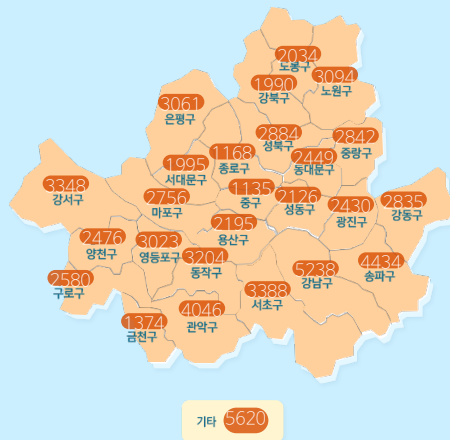 2034
도봉구
1990
강북구
3094
노원구
3061
은평구
2884
성북구
2842
중랑구
1168
종로구
2449
동대문구
1995
서대문구
3348
강서구
2756
마포구
1135
중구
2126
성동구
2430
광진구
2835
강동구
2195
용산구
2476
양천구
3023
영등포구
3204
동작구
5238
강남구
4434
송파구
2580
구로구
3388
서초구
4046
관악구
1374
금천구
기타 5620